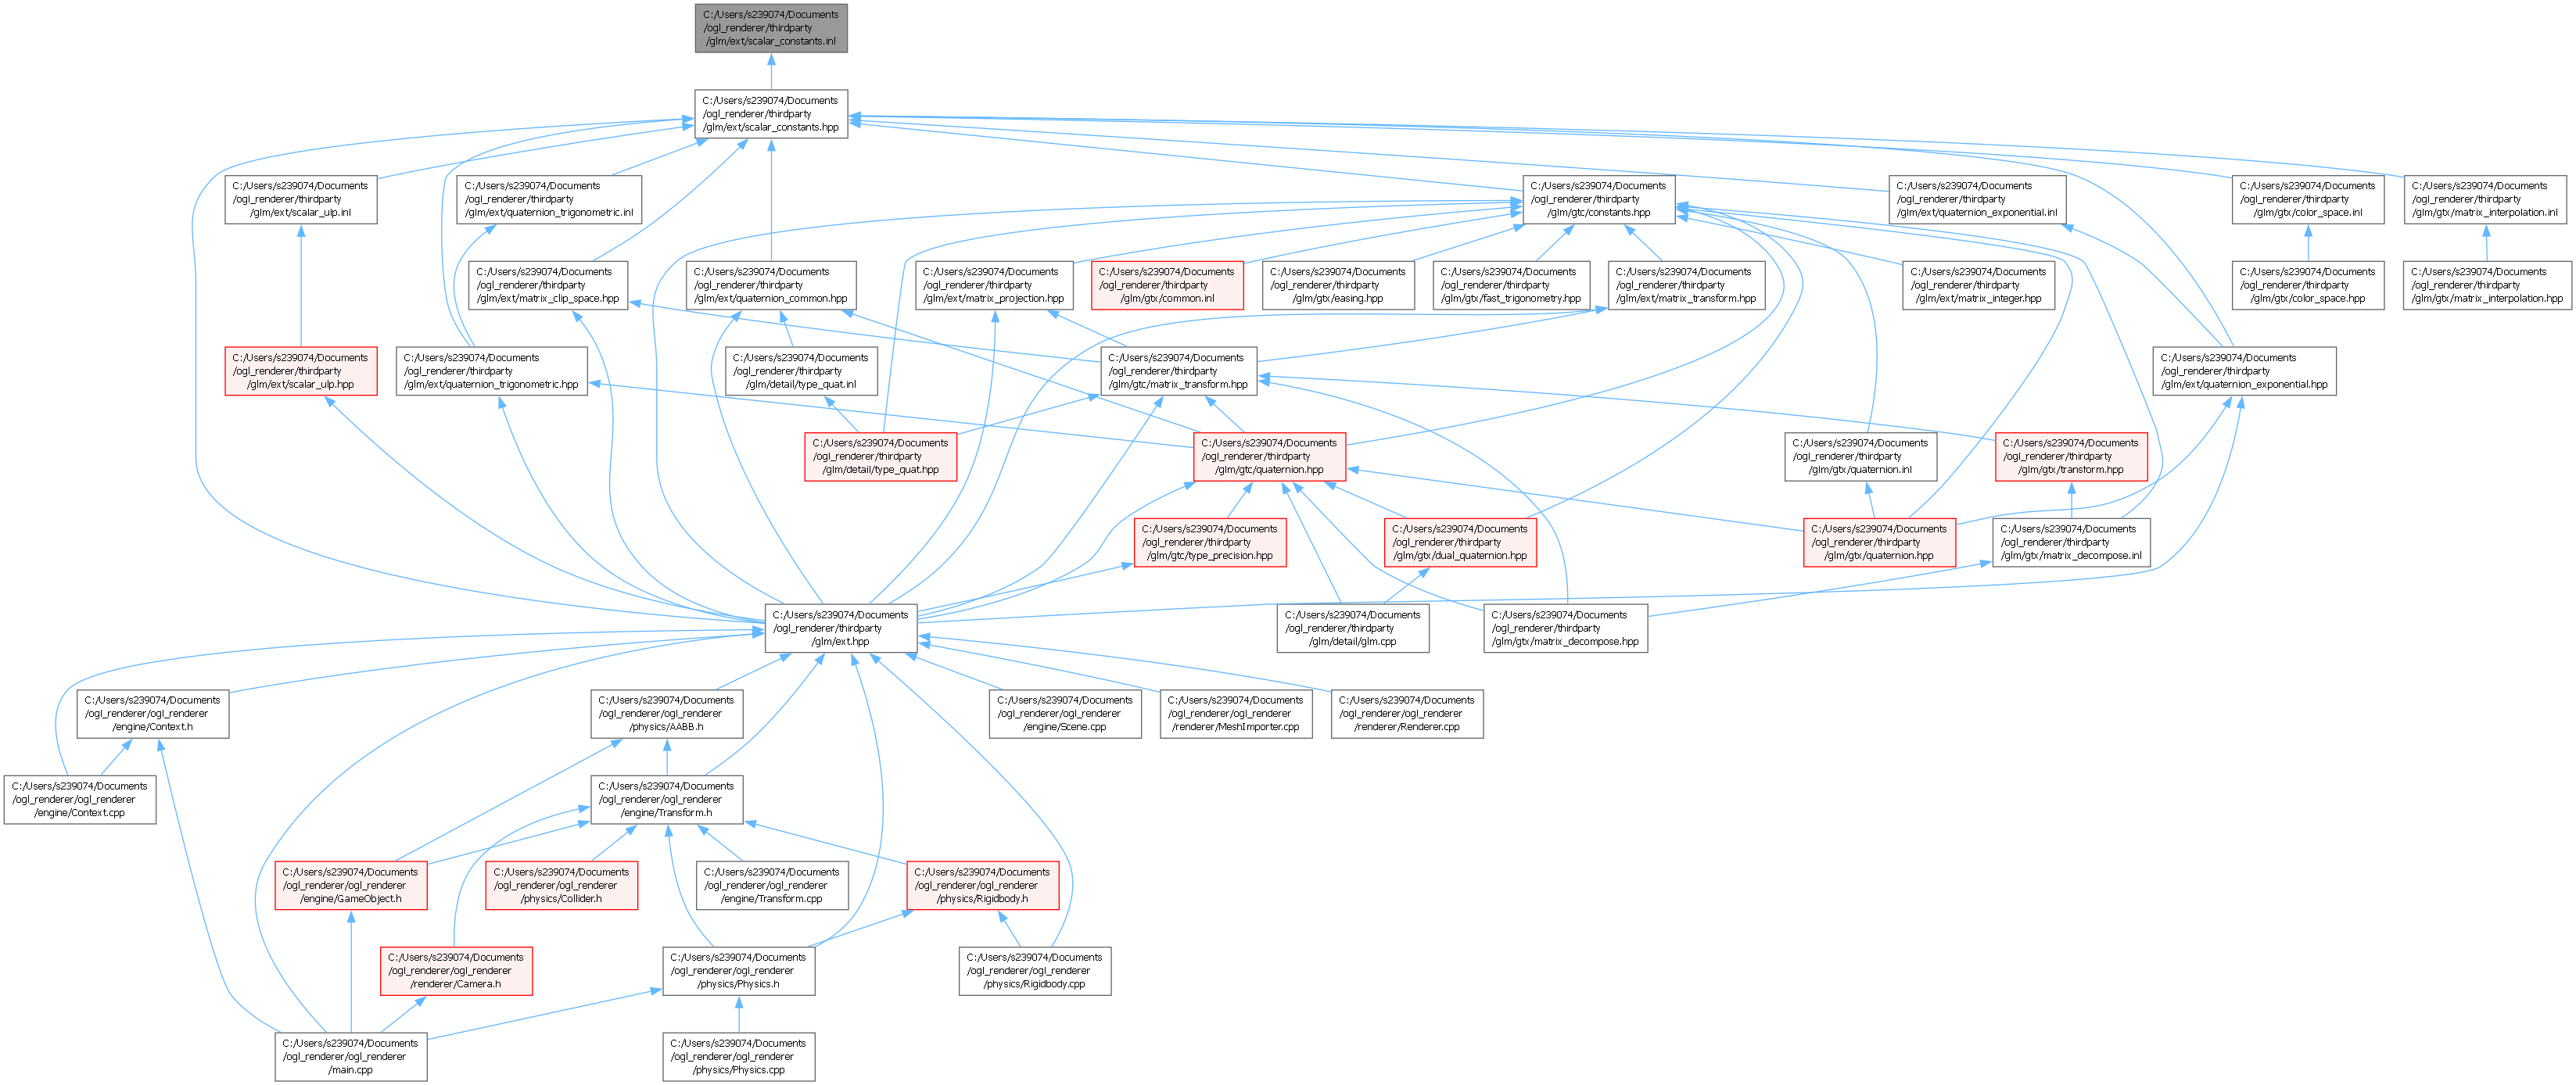 C:/Users/s239074/Documents
/ogl_renderer/thirdparty
/glm/ext/scalar_constants.inl
C:/Users/s239074/Documents
/ogl_renderer/thirdparty
/glm/ext/scalar_constants.hpp
C:/Users/s239074/Documents
/ogl_renderer/thirdparty
/glm/ext/scalar_ulp.inl
C:/Users/s239074/Documents
/ogl_renderer/thirdparty
/glm/ext/quaternion_trigonometric.inl
C:/Users/s239074/Documents
/ogl_renderer/thirdparty
/glm/gtc/constants.hpp
C:/Users/s239074/Documents
/ogl_renderer/thirdparty
/glm/ext/quaternion_exponential.inl
C:/Users/s239074/Documents
/ogl_renderer/thirdparty
/glm/gtx/color_space.inl
C:/Users/s239074/Documents
/ogl_renderer/thirdparty
/glm/gtx/matrix_interpolation.inl
C:/Users/s239074/Documents
/ogl_renderer/thirdparty
/glm/ext/matrix_clip_space.hpp
C:/Users/s239074/Documents
/ogl_renderer/thirdparty
/glm/ext/quaternion_common.hpp
C:/Users/s239074/Documents
/ogl_renderer/thirdparty
/glm/ext/matrix_projection.hpp
C:/Users/s239074/Documents
/ogl_renderer/thirdparty
/glm/gtx/common.inl
C:/Users/s239074/Documents
/ogl_renderer/thirdparty
/glm/gtx/easing.hpp
C:/Users/s239074/Documents
/ogl_renderer/thirdparty
/glm/gtx/fast_trigonometry.hpp
C:/Users/s239074/Documents
/ogl_renderer/thirdparty
/glm/ext/matrix_transform.hpp
C:/Users/s239074/Documents
/ogl_renderer/thirdparty
/glm/ext/matrix_integer.hpp
C:/Users/s239074/Documents
/ogl_renderer/thirdparty
/glm/gtx/color_space.hpp
C:/Users/s239074/Documents
/ogl_renderer/thirdparty
/glm/gtx/matrix_interpolation.hpp
C:/Users/s239074/Documents
/ogl_renderer/thirdparty
/glm/ext/scalar_ulp.hpp
C:/Users/s239074/Documents
/ogl_renderer/thirdparty
/glm/ext/quaternion_trigonometric.hpp
C:/Users/s239074/Documents
/ogl_renderer/thirdparty
/glm/detail/type_quat.inl
C:/Users/s239074/Documents
/ogl_renderer/thirdparty
/glm/gtc/matrix_transform.hpp
C:/Users/s239074/Documents
/ogl_renderer/thirdparty
/glm/ext/quaternion_exponential.hpp
C:/Users/s239074/Documents
/ogl_renderer/thirdparty
/glm/detail/type_quat.hpp
C:/Users/s239074/Documents
/ogl_renderer/thirdparty
/glm/gtc/quaternion.hpp
C:/Users/s239074/Documents
/ogl_renderer/thirdparty
/glm/gtx/quaternion.inl
C:/Users/s239074/Documents
/ogl_renderer/thirdparty
/glm/gtx/transform.hpp
C:/Users/s239074/Documents
/ogl_renderer/thirdparty
/glm/gtc/type_precision.hpp
C:/Users/s239074/Documents
/ogl_renderer/thirdparty
/glm/gtx/dual_quaternion.hpp
C:/Users/s239074/Documents
/ogl_renderer/thirdparty
/glm/gtx/quaternion.hpp
C:/Users/s239074/Documents
/ogl_renderer/thirdparty
/glm/gtx/matrix_decompose.inl
C:/Users/s239074/Documents
/ogl_renderer/thirdparty
/glm/ext.hpp
C:/Users/s239074/Documents
/ogl_renderer/thirdparty
/glm/detail/glm.cpp
C:/Users/s239074/Documents
/ogl_renderer/thirdparty
/glm/gtx/matrix_decompose.hpp
C:/Users/s239074/Documents
/ogl_renderer/ogl_renderer
/engine/Context.h
C:/Users/s239074/Documents
/ogl_renderer/ogl_renderer
/physics/AABB.h
C:/Users/s239074/Documents
/ogl_renderer/ogl_renderer
/engine/Scene.cpp
C:/Users/s239074/Documents
/ogl_renderer/ogl_renderer
/renderer/MeshImporter.cpp
C:/Users/s239074/Documents
/ogl_renderer/ogl_renderer
/renderer/Renderer.cpp
C:/Users/s239074/Documents
/ogl_renderer/ogl_renderer
/engine/Context.cpp
C:/Users/s239074/Documents
/ogl_renderer/ogl_renderer
/engine/Transform.h
C:/Users/s239074/Documents
/ogl_renderer/ogl_renderer
/engine/GameObject.h
C:/Users/s239074/Documents
/ogl_renderer/ogl_renderer
/physics/Collider.h
C:/Users/s239074/Documents
/ogl_renderer/ogl_renderer
/engine/Transform.cpp
C:/Users/s239074/Documents
/ogl_renderer/ogl_renderer
/physics/Rigidbody.h
C:/Users/s239074/Documents
/ogl_renderer/ogl_renderer
/renderer/Camera.h
C:/Users/s239074/Documents
/ogl_renderer/ogl_renderer
/physics/Physics.h
C:/Users/s239074/Documents
/ogl_renderer/ogl_renderer
/physics/Rigidbody.cpp
C:/Users/s239074/Documents
/ogl_renderer/ogl_renderer
/main.cpp
C:/Users/s239074/Documents
/ogl_renderer/ogl_renderer
/physics/Physics.cpp